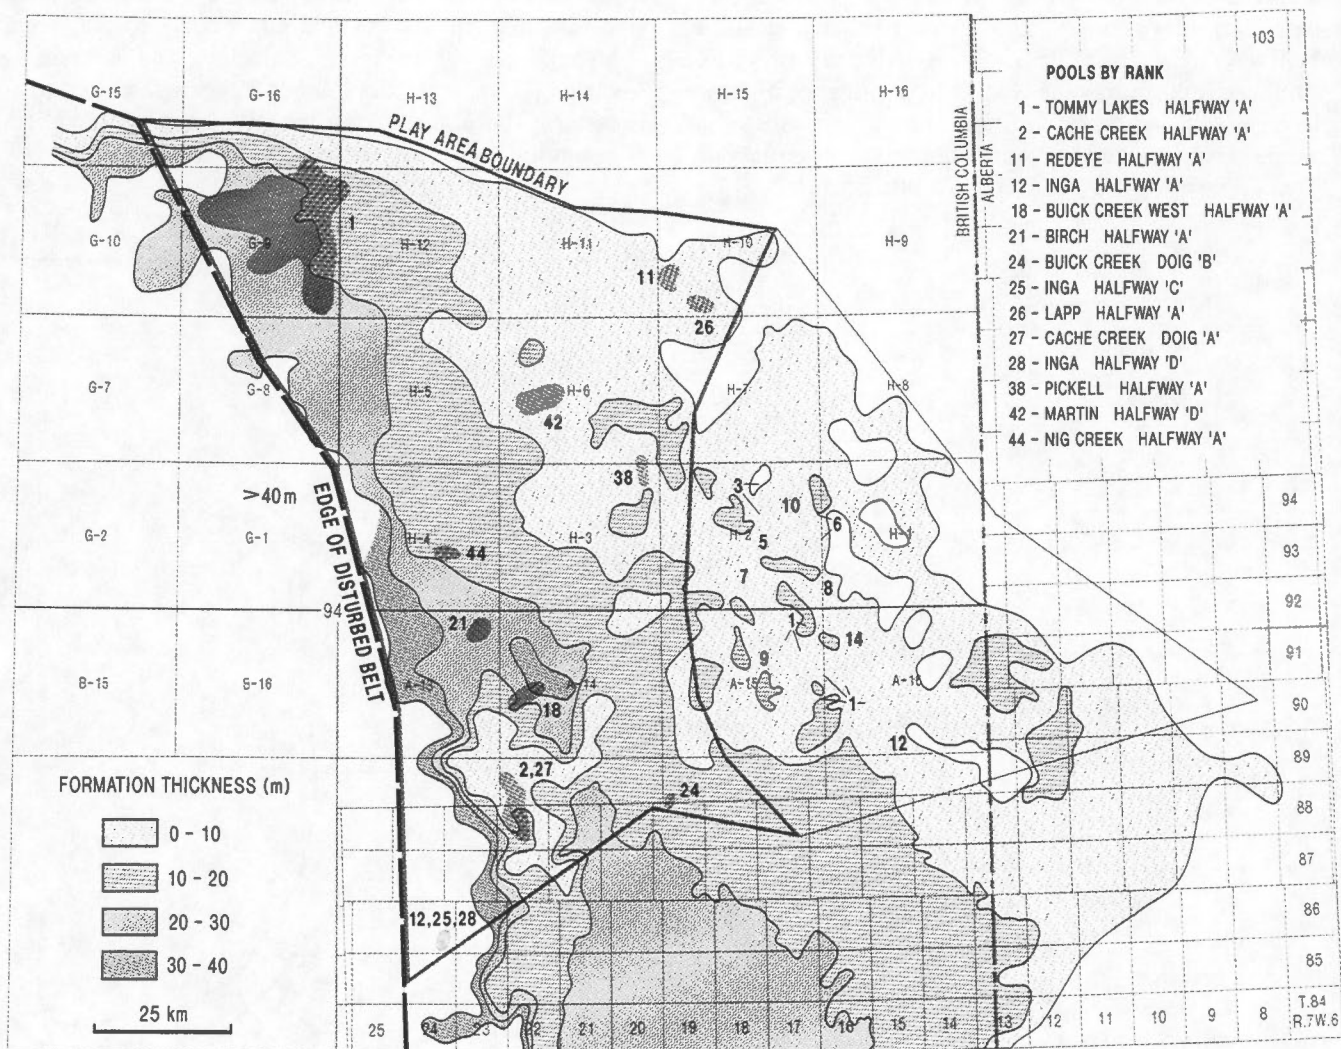 103
POOLS BY RANK
1 - TOMMY LAKES HALFWAY 'A'
2 - CACHE CREEK HALFWAY 'A'
11 - REDEYE HALFWAY 'A'
12 - INGA HALFWAY 'A'
18 - BUICK CREEK WEST HALFWAY 'A'
21 - BIRCH HALFWAY 'A'
24 - BUICK CREEK DOIG 'B'
25 - INGA HALFWAY 'C'
26 - LAPP HALFWAY 'A'
27 - CACHE CREEK DOIG 'A'
28 - INGA HALFWAY 'D'
38 - PICKELL HALFWAY 'A'
42 - MARTIN HALFWAY 'D'
44 - NIG CREEK HALFWAY 'A'
BRITISH COLUMBIA
ALBERTA
PLAY AREA BOUNDARY
EDGE OF DISTURBED BELT
G-15
G-16
H-13
H-14
H-15
H-16
G-10
G-9
1
H-12
H-11
H-10
H-9
11
26
G-7
G-8
H-5
H-6
H-7
H-8
42
38
3
10
6
>40m
G-2
G-1
H-4
44
H-3
H-2
H-1
5
7
8
94
21
1
14
9
B-15
A-14
A-15
A-16
18
1-
12
2,27
24
12,25,28
94
93
92
91
90
89
88
87
86
85
T.84
R.7W.6
FORMATION THICKNESS (m)
0 - 10
10 - 20
20 - 30
30 - 40
25 km
25
24
23
22
21
20
19
18
17
16
15
14
13
12
11
10
9
8